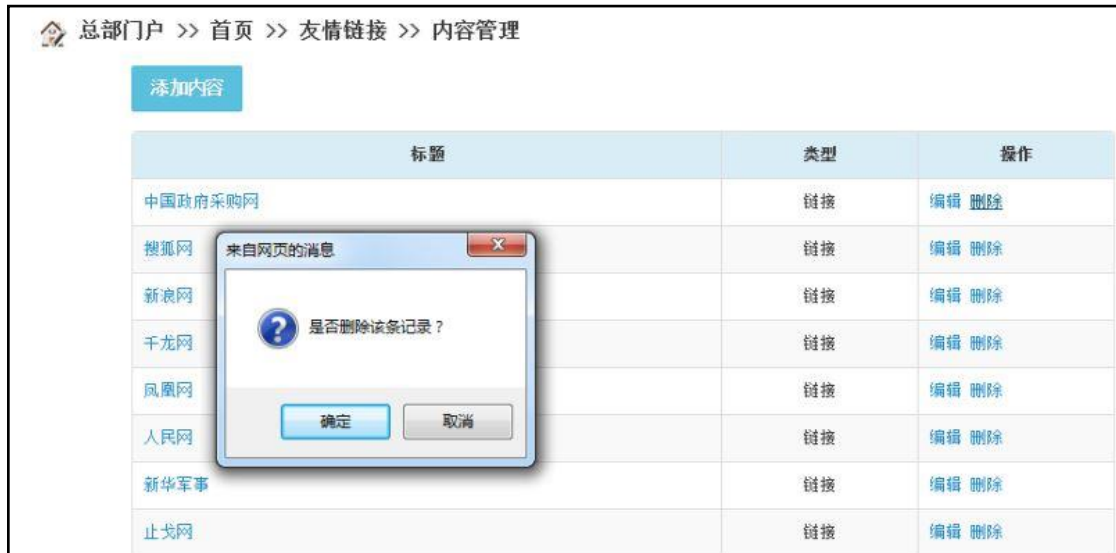 总部门户 >> 首页 >> 友情链接 >> 内容管理
添加内容
标题 类型 操作
中国政府采购网 链接 编辑 删除
搜狐网 链接 编辑 删除
来自网页的消息
新浪网 链接 编辑 删除
是否删除该条记录？
千龙网 链接 编辑 删除
凤凰网 链接 编辑 删除
确定 取消
人民网 链接 编辑 删除
新华军事 链接 编辑 删除
止戈网 链接 编辑 删除